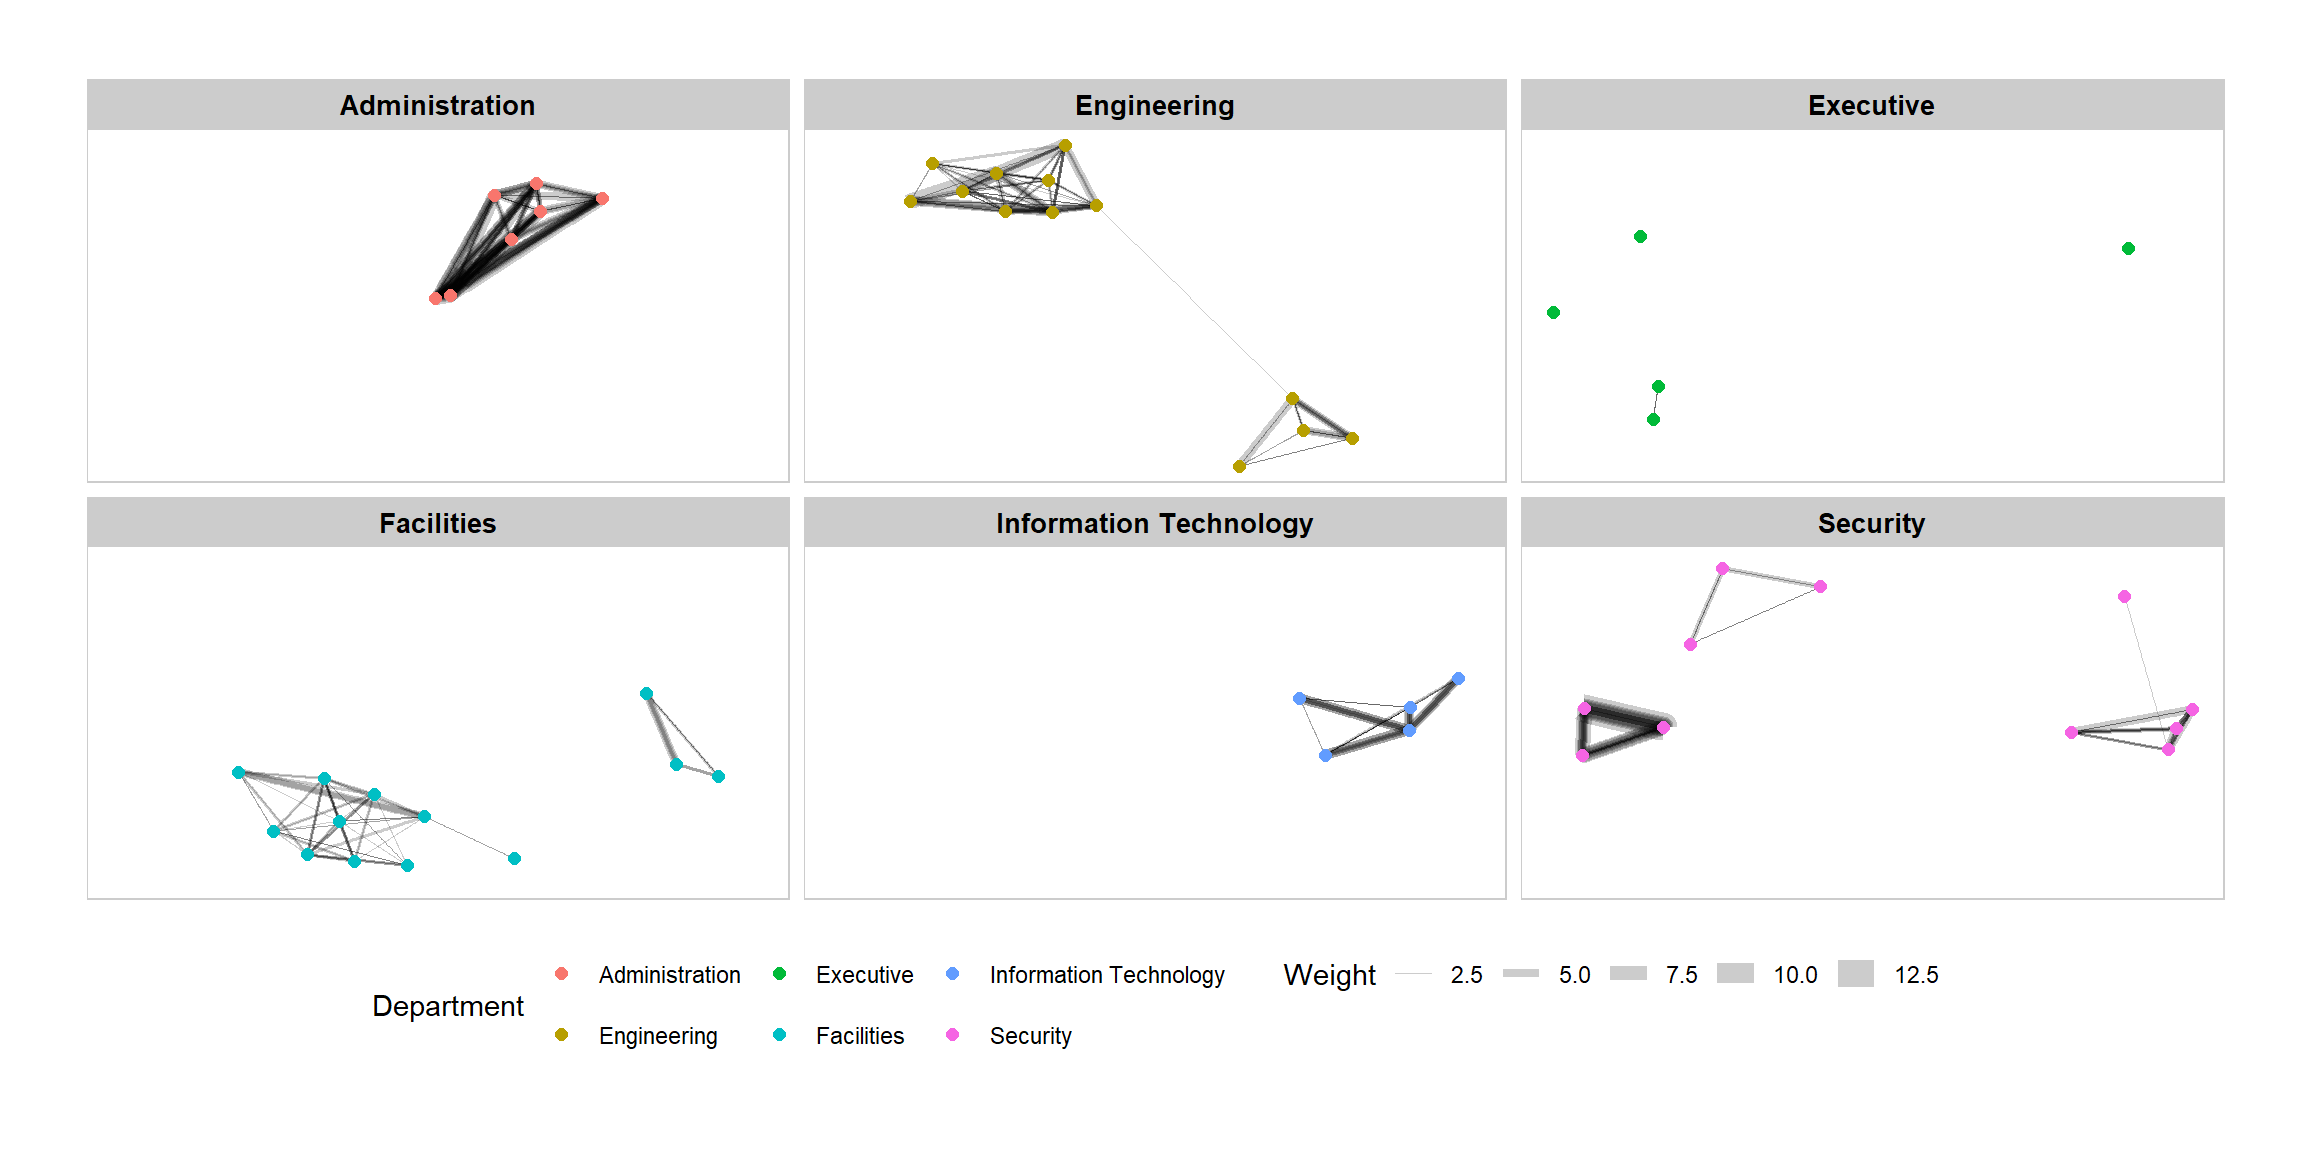 Administration
Engineering
Executive
Facilities
Information Technology
Security
Department
Administration
Executive
Information Technology
Engineering
Facilities
Security
Weight
2.5
5.0
7.5
10.0
12.5